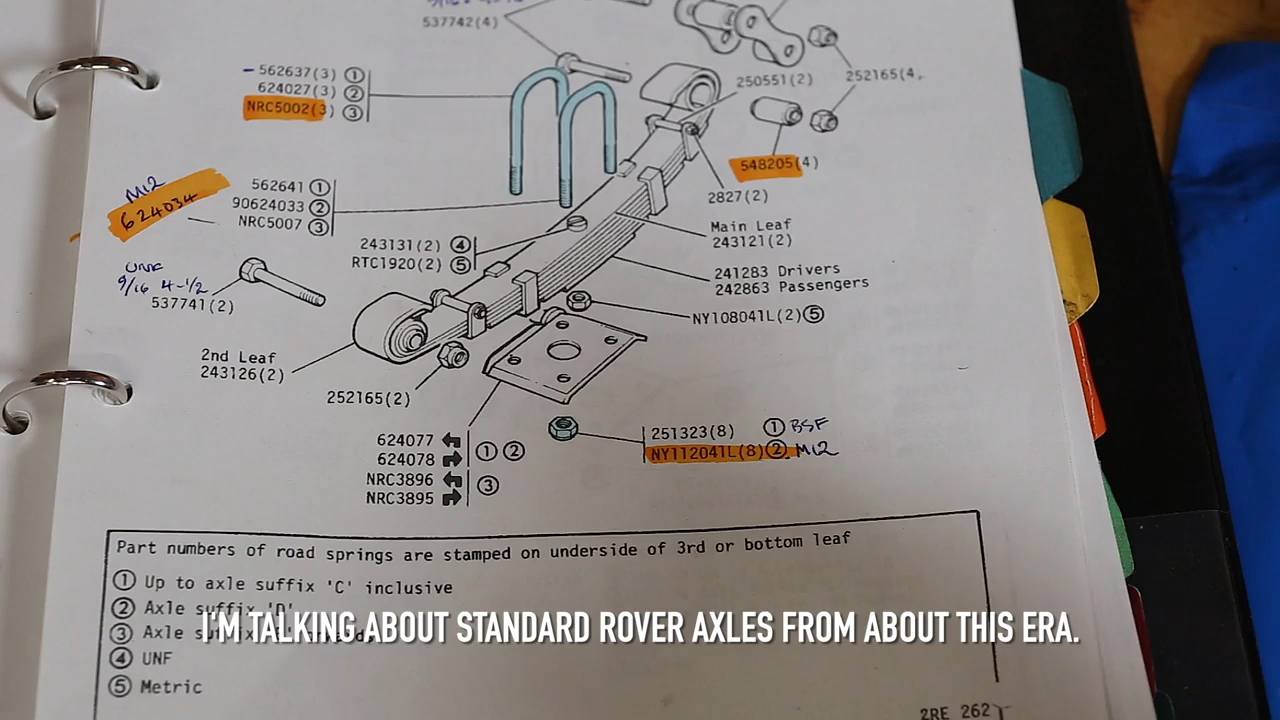 537742(4)
562637(3) ①
624027(3) ②
NRC5002(3) ③
250551(2)
252165(4,
548205(4)
2827(2)
M12
624034
562641 ①
90624033 ②
NRC5007 ③
243131(2) ④
RTC1920(2) ⑤
Main Leaf
243121(2)
241283 Drivers
242863 Passengers
UNF
9/16 4-1/2
537741(2)
NY108041L(2) ⑤
2nd Leaf
243126(2)
252165(2)
624077
624078
① ②
NRC3896
NRC3895
③
251323(8) ① BSF
NY112041L(8) ② M12
Part numbers of road springs are stamped on underside of 3rd or bottom leaf
① Up to axle suffix 'C' inclusive
② Axle suffix 'D'
③ Axle
④ UNF
⑤ Metric
I'M TALKING ABOUT STANDARD ROVER AXLES FROM ABOUT THIS ERA.
2RE 262